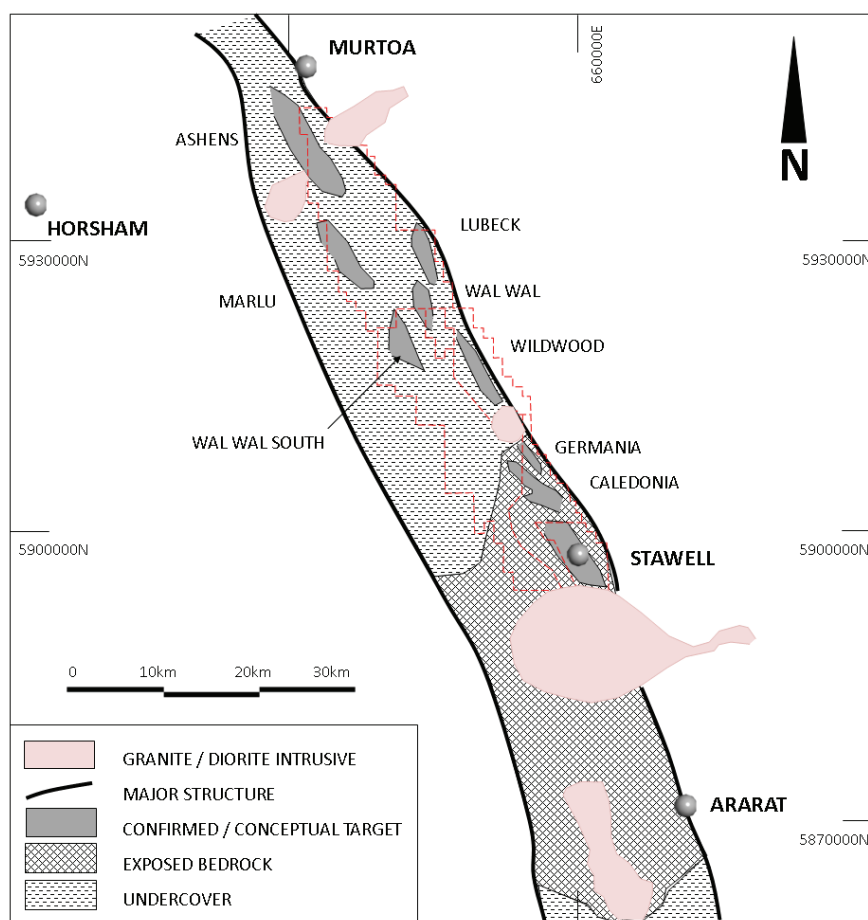 MURTOA
660000E
ASHENS
N
HORSHAM
LUBECK
5930000N
5930000N
WAL WAL
MARLU
WILDWOOD
WAL WAL SOUTH
GERMANIA
CALEDONIA
5900000N
5900000N
STAWELL
0 10km 20km 30km
GRANITE / DIORITE INTRUSIVE
MAJOR STRUCTURE
ARARAT
CONFIRMED / CONCEPTUAL TARGET
5870000N
EXPOSED BEDROCK
UNDERCOVER